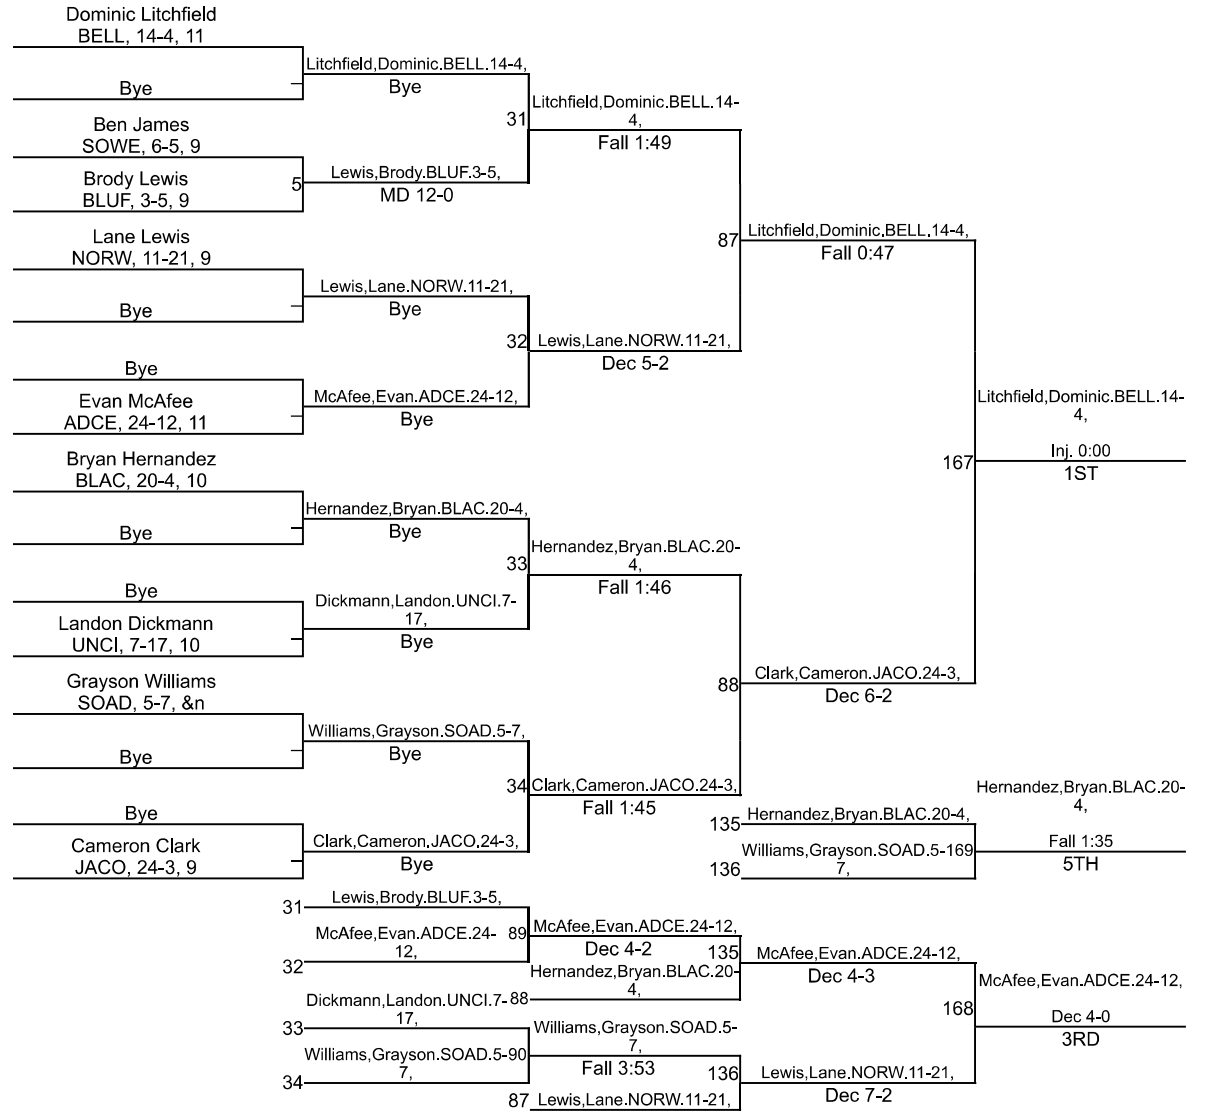 Dominic Litchfield
BELL, 14-4, 11
Litchfield,Dominic.BELL.14-4,
Bye
Bye
Litchfield,Dominic.BELL.14-
4,
31
Fall 1:49
Ben James
SOWE, 6-5, 9
Lewis,Brody.BLUF.3-5,
5
MD 12-0
Brody Lewis
BLUF, 3-5, 9
Lane Lewis
NORW, 11-21, 9
87
Litchfield,Dominic.BELL.14-4,
Fall 0:47
Lewis,Lane.NORW.11-21,
Bye
Bye
32
Lewis,Lane.NORW.11-21,
Dec 5-2
Bye
McAfee,Evan.ADCE.24-12,
Bye
Evan McAfee
ADCE, 24-12, 11
Litchfield,Dominic.BELL.14-
4,
167
Inj. 0:00
1ST
Bryan Hernandez
BLAC, 20-4, 10
Hernandez,Bryan.BLAC.20-4,
Bye
Bye
Hernandez,Bryan.BLAC.20-
4,
33
Fall 1:46
Bye
Dickmann,Landon.UNCI.7-
17,
Bye
Landon Dickmann
UNCI, 7-17, 10
Grayson Williams
SOAD, 5-7, &n
88
Clark,Cameron.JACO.24-3,
Dec 6-2
Williams,Grayson.SOAD.5-7,
Bye
Bye
34
Clark,Cameron.JACO.24-3,
Fall 1:45
Bye
Clark,Cameron.JACO.24-3,
Bye
Cameron Clark
JACO, 24-3, 9
135
Hernandez,Bryan.BLAC.20-4,
Hernandez,Bryan.BLAC.20-
4,
Williams,Grayson.SOAD.5-169
7,
136
Fall 1:35
5TH
31
Lewis,Brody.BLUF.3-5,
McAfee,Evan.ADCE.24-
12,
32
89
McAfee,Evan.ADCE.24-12,
Dec 4-2
135
McAfee,Evan.ADCE.24-12,
Dec 4-3
Hernandez,Bryan.BLAC.20-
4,
88
McAfee,Evan.ADCE.24-12,
168
Dec 4-0
3RD
Dickmann,Landon.UNCI.7-
17,
33
Williams,Grayson.SOAD.5-90
7,
34
Williams,Grayson.SOAD.5-
7,
Fall 3:53
136
Lewis,Lane.NORW.11-21,
Dec 7-2
87
Lewis,Lane.NORW.11-21,